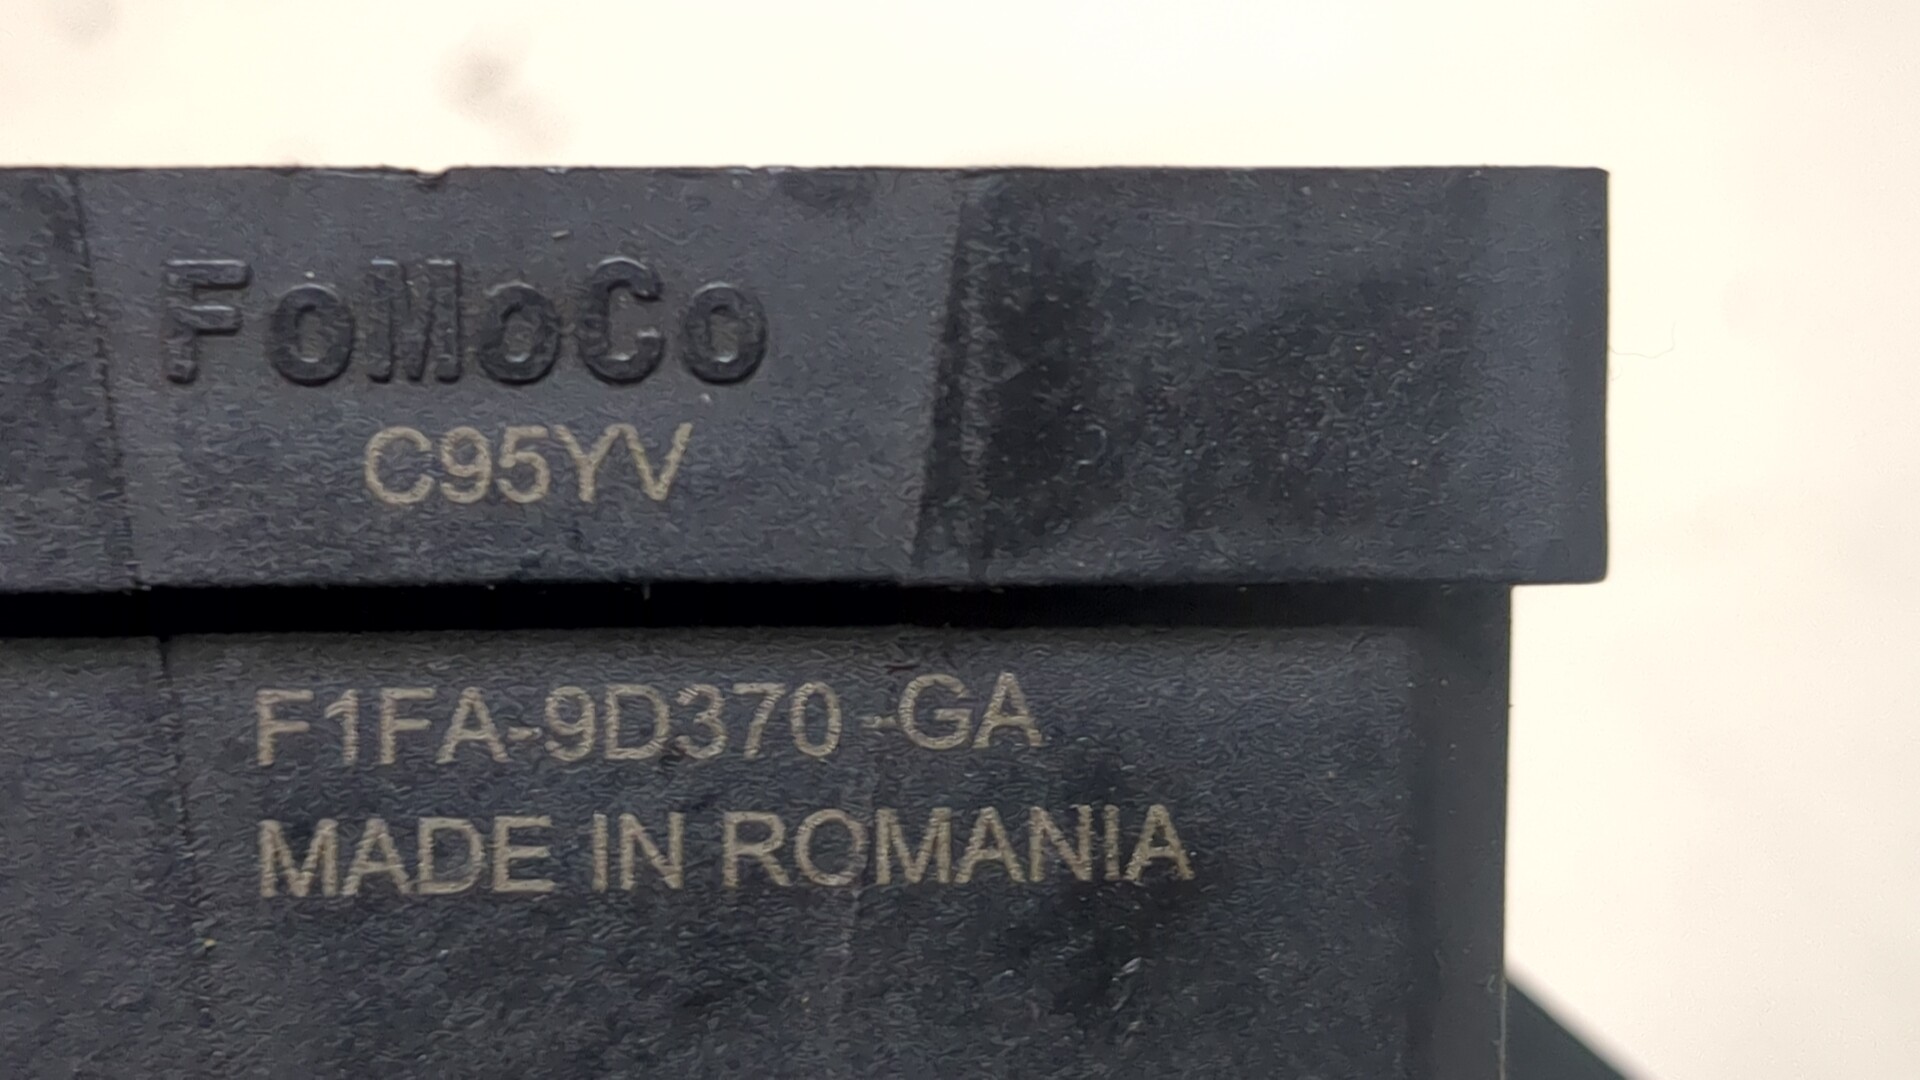 FoMoCo
C95YV
F1FA-9D370-GA
MADE IN ROMANIA